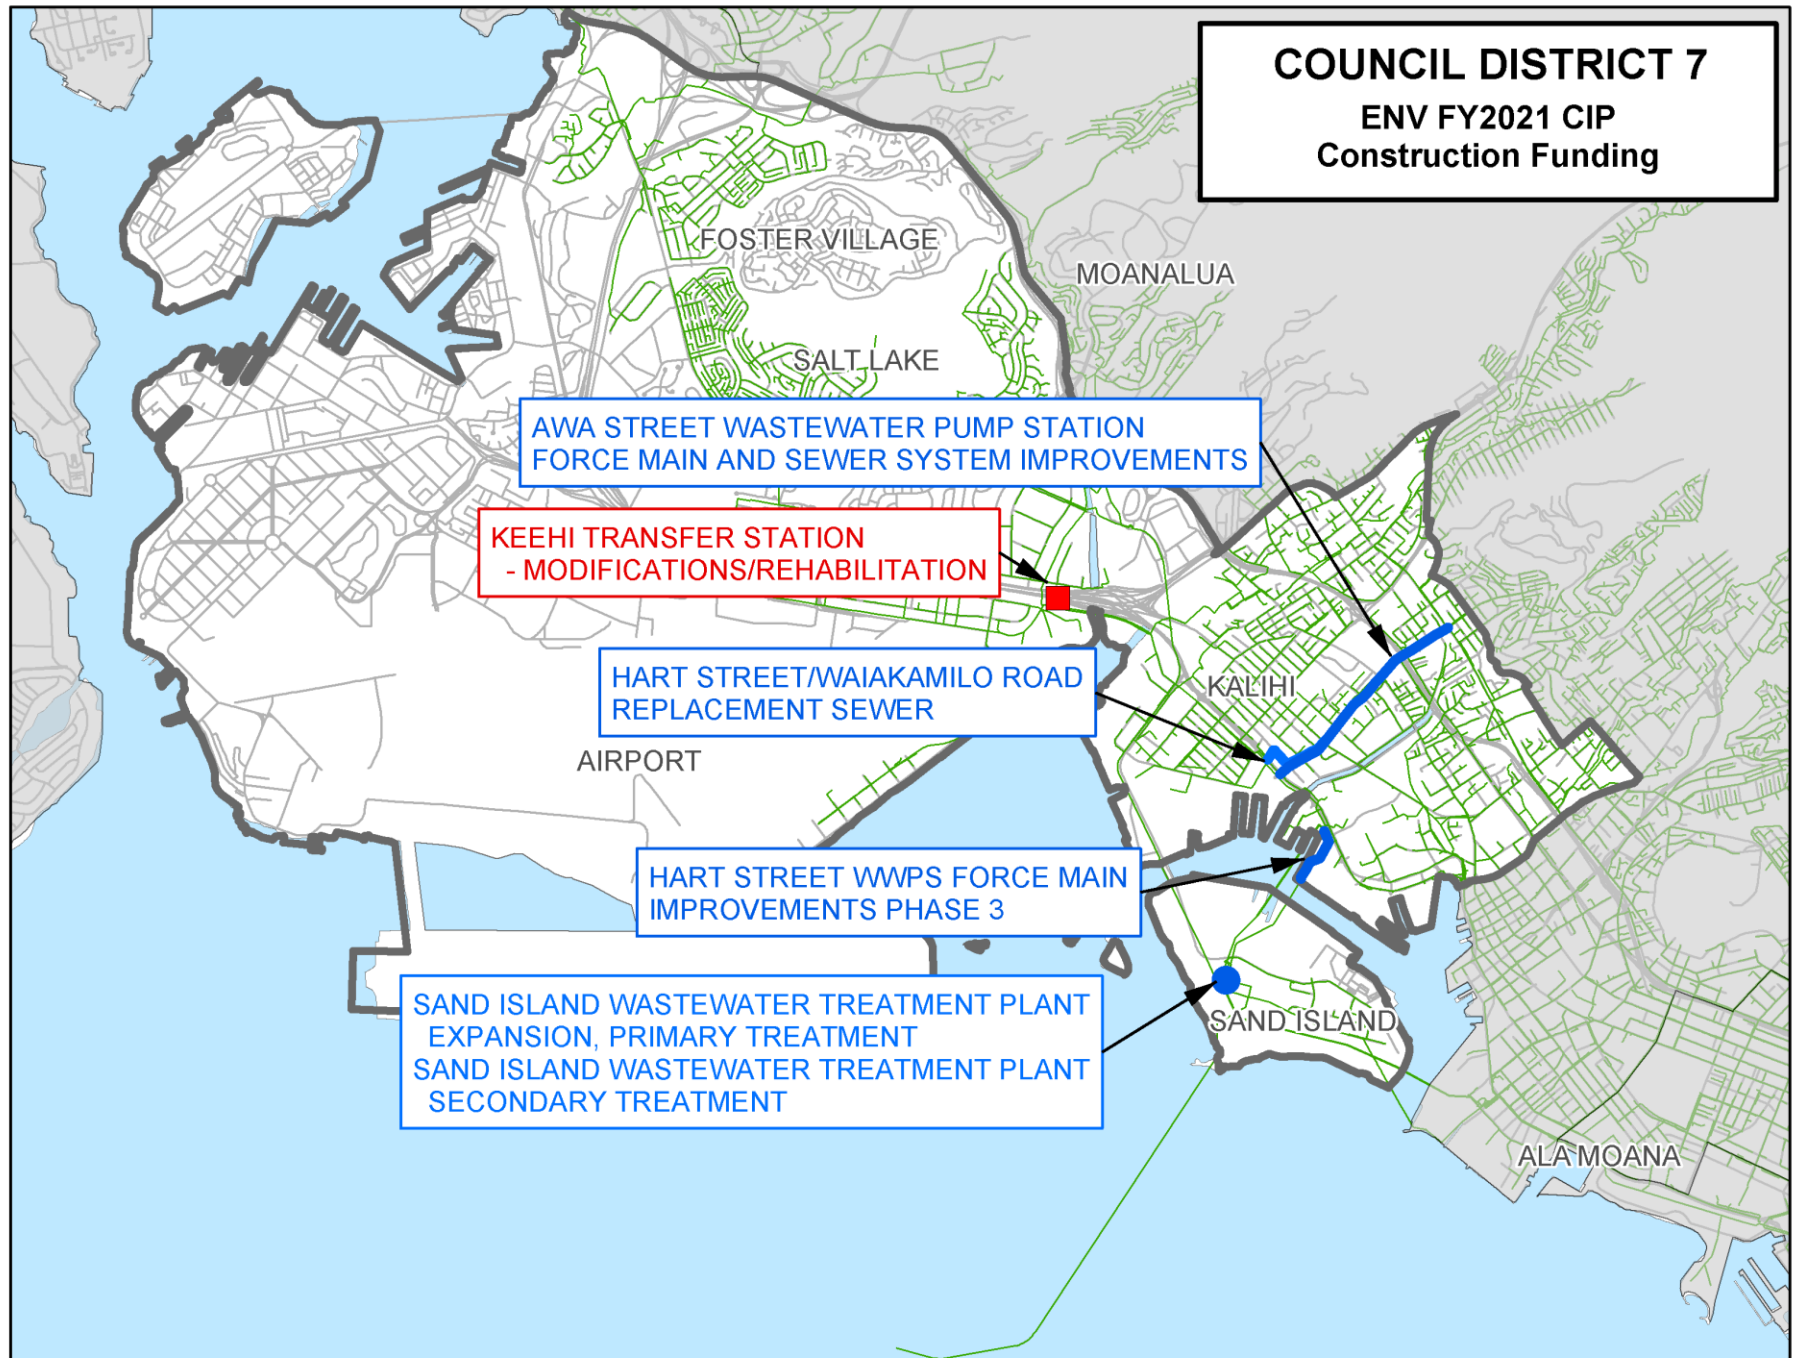 COUNCIL DISTRICT 7
ENV FY2021 CIP
Construction Funding
FOSTER VILLAGE
MOANALUA
SALT LAKE
AWA STREET WASTEWATER PUMP STATION
FORCE MAIN AND SEWER SYSTEM IMPROVEMENTS
KEEHI TRANSFER STATION
- MODIFICATIONS/REHABILITATION
HART STREET/WAIAKAMILO ROAD
REPLACEMENT SEWER
KALIHI
AIRPORT
HART STREET WWPS FORCE MAIN
IMPROVEMENTS PHASE 3
SAND ISLAND WASTEWATER TREATMENT PLANT
EXPANSION, PRIMARY TREATMENT
SAND ISLAND WASTEWATER TREATMENT PLANT
SECONDARY TREATMENT
SAND ISLAND
ALA MOANA